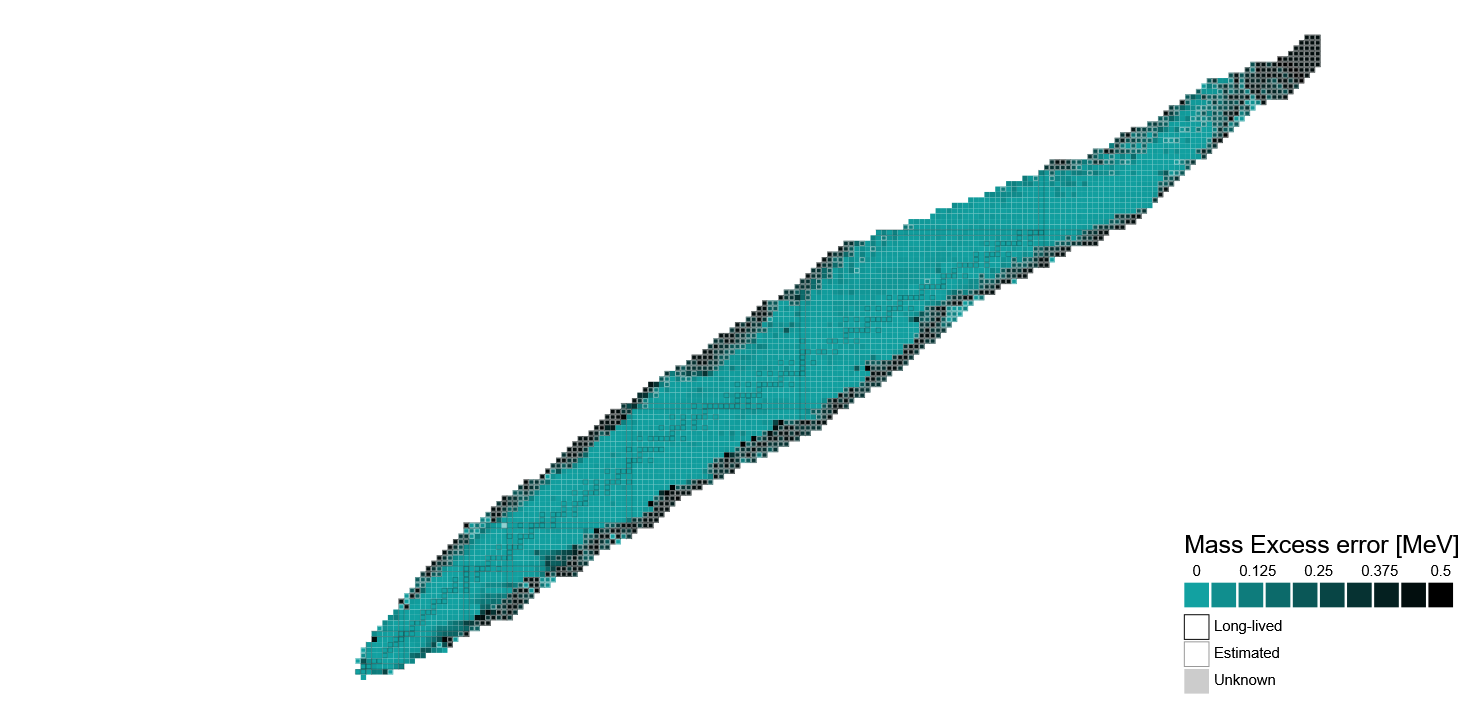 Mass Excess error [MeV]
0 0.125 0.25 0.375 0.5
Long-lived
Estimated
Unknown